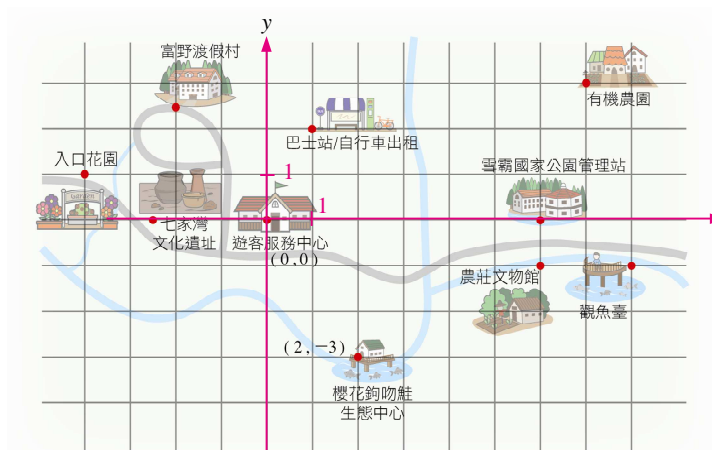 y
富野渡假村
有機農園
巴士站/自行車出租
入口花園
雪霸國家公園管理站
1
1
七家灣
文化遺址
遊客服務中心
(0,0)
農莊文物館
觀魚臺
(2,−3)
櫻花鉤吻鮭
生態中心